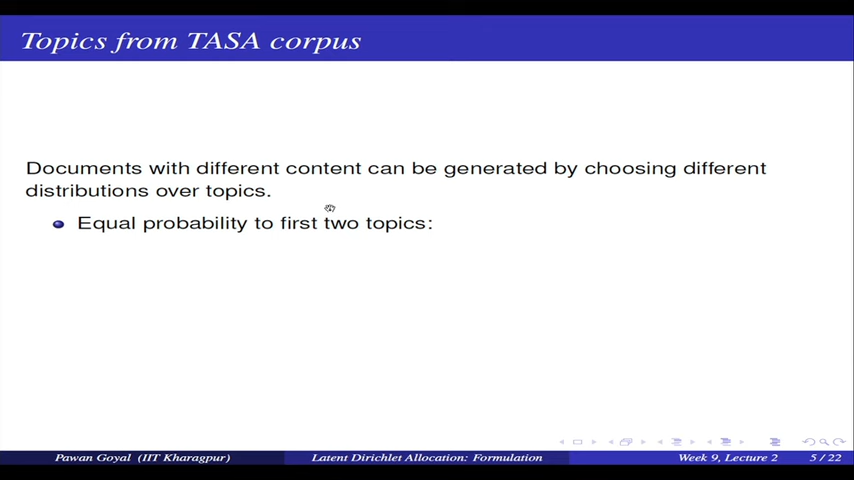 Topics from TASA corpus
Documents with different content can be generated by choosing different
distributions over topics.
Equal probability to first two topics:
Pawan Goyal (IIT Kharagpur)
Latent Dirichlet Allocation: Formulation
Week 9, Lecture 2
5 / 22